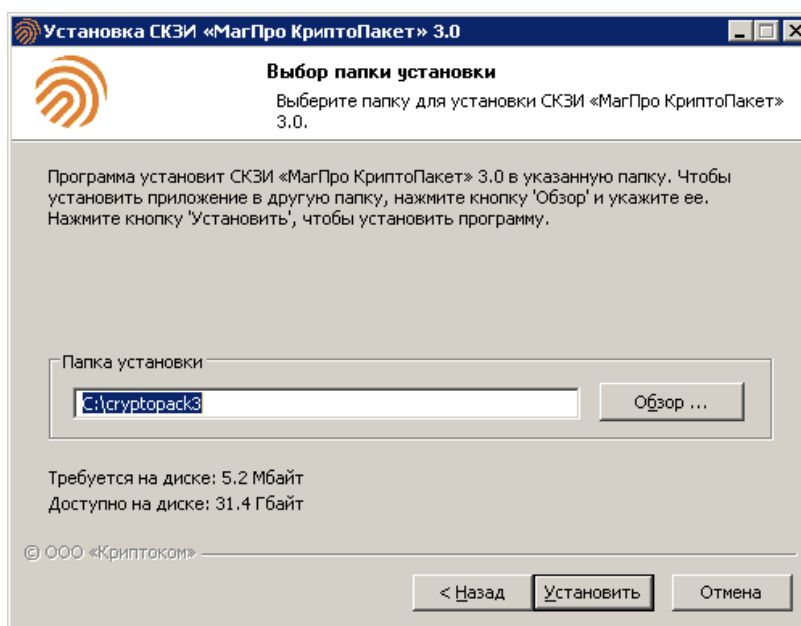 Установка СКЗИ «МагПро КриптоПакет» 3.0
Выбор папки установки
Выберите папку для установки СКЗИ «МагПро КриптоПакет»
3.0.
Программа установит СКЗИ «МагПро КриптоПакет» 3.0 в указанную папку. Чтобы
установить приложение в другую папку, нажмите кнопку 'Обзор' и укажите ее.
Нажмите кнопку 'Установить', чтобы установить программу.
Папка установки
C:\cryptopack3
Обзор ...
Требуется на диске: 5.2 Мбайт
Доступно на диске: 31.4 Гбайт
© ООО «Криптоком»
< Назад
Установить
Отмена